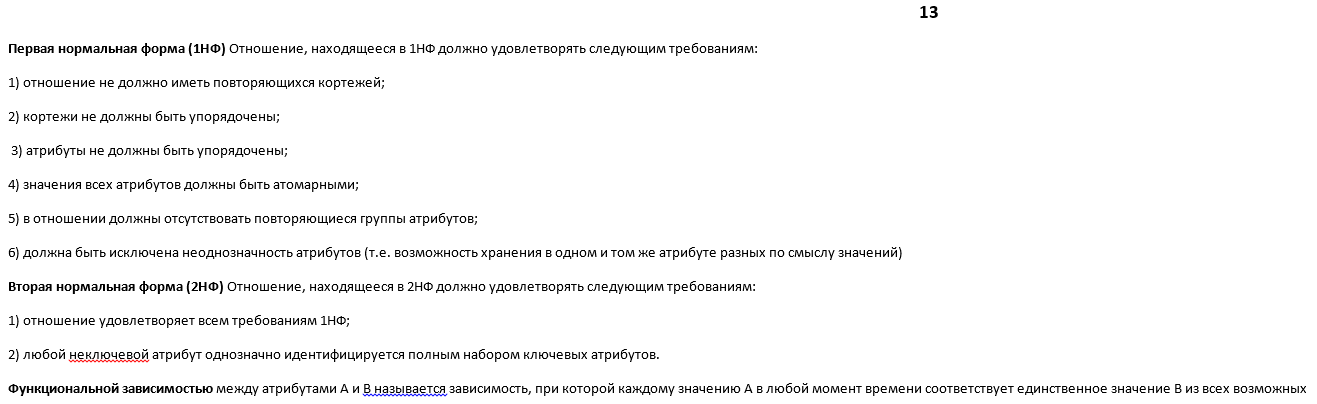 13
Первая нормальная форма (1НФ) Отношение, находящееся в 1НФ должно удовлетворять следующим требованиям:
1) отношение не должно иметь повторяющихся кортежей;
2) кортежи не должны быть упорядочены;
3) атрибуты не должны быть упорядочены;
4) значения всех атрибутов должны быть атомарными;
5) в отношении должны отсутствовать повторяющиеся группы атрибутов;
6) должна быть исключена неоднозначность атрибутов (т.е. возможность хранения в одном и том же атрибуте разных по смыслу значений)
Вторая нормальная форма (2НФ) Отношение, находящееся в 2НФ должно удовлетворять следующим требованиям:
1) отношение удовлетворяет всем требованиям 1НФ;
2) любой неключевой атрибут однозначно идентифицируется полным набором ключевых атрибутов.
Функциональной зависимостью между атрибутами А и В называется зависимость, при которой каждому значению А в любой момент времени соответствует единственное значение В из всех возможных